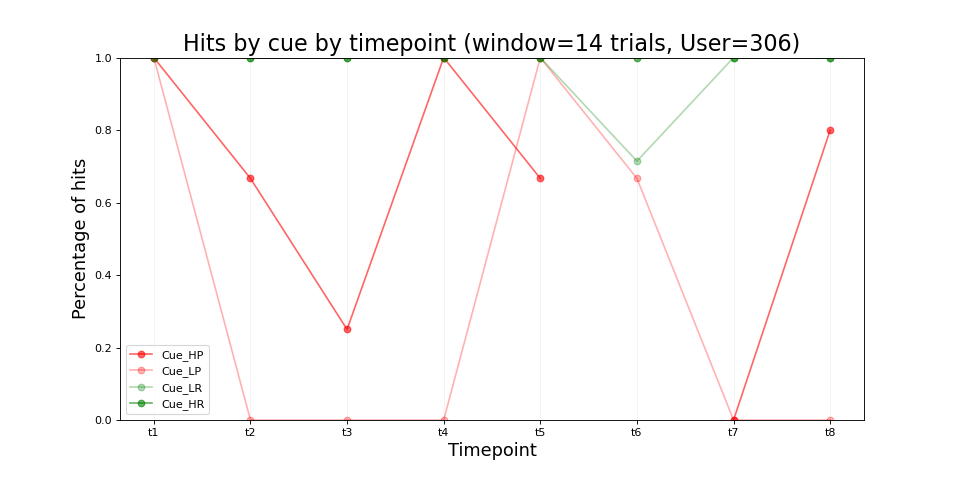 Hits by cue by timepoint (window=14 trials, User=306)
Percentage of hits
1.0
0.8
0.6
0.4
0.2
0.0
Cue_HP
Cue_LP
Cue_LR
Cue_HR
t1 t2 t3 t4 t5 t6 t7 t8
Timepoint